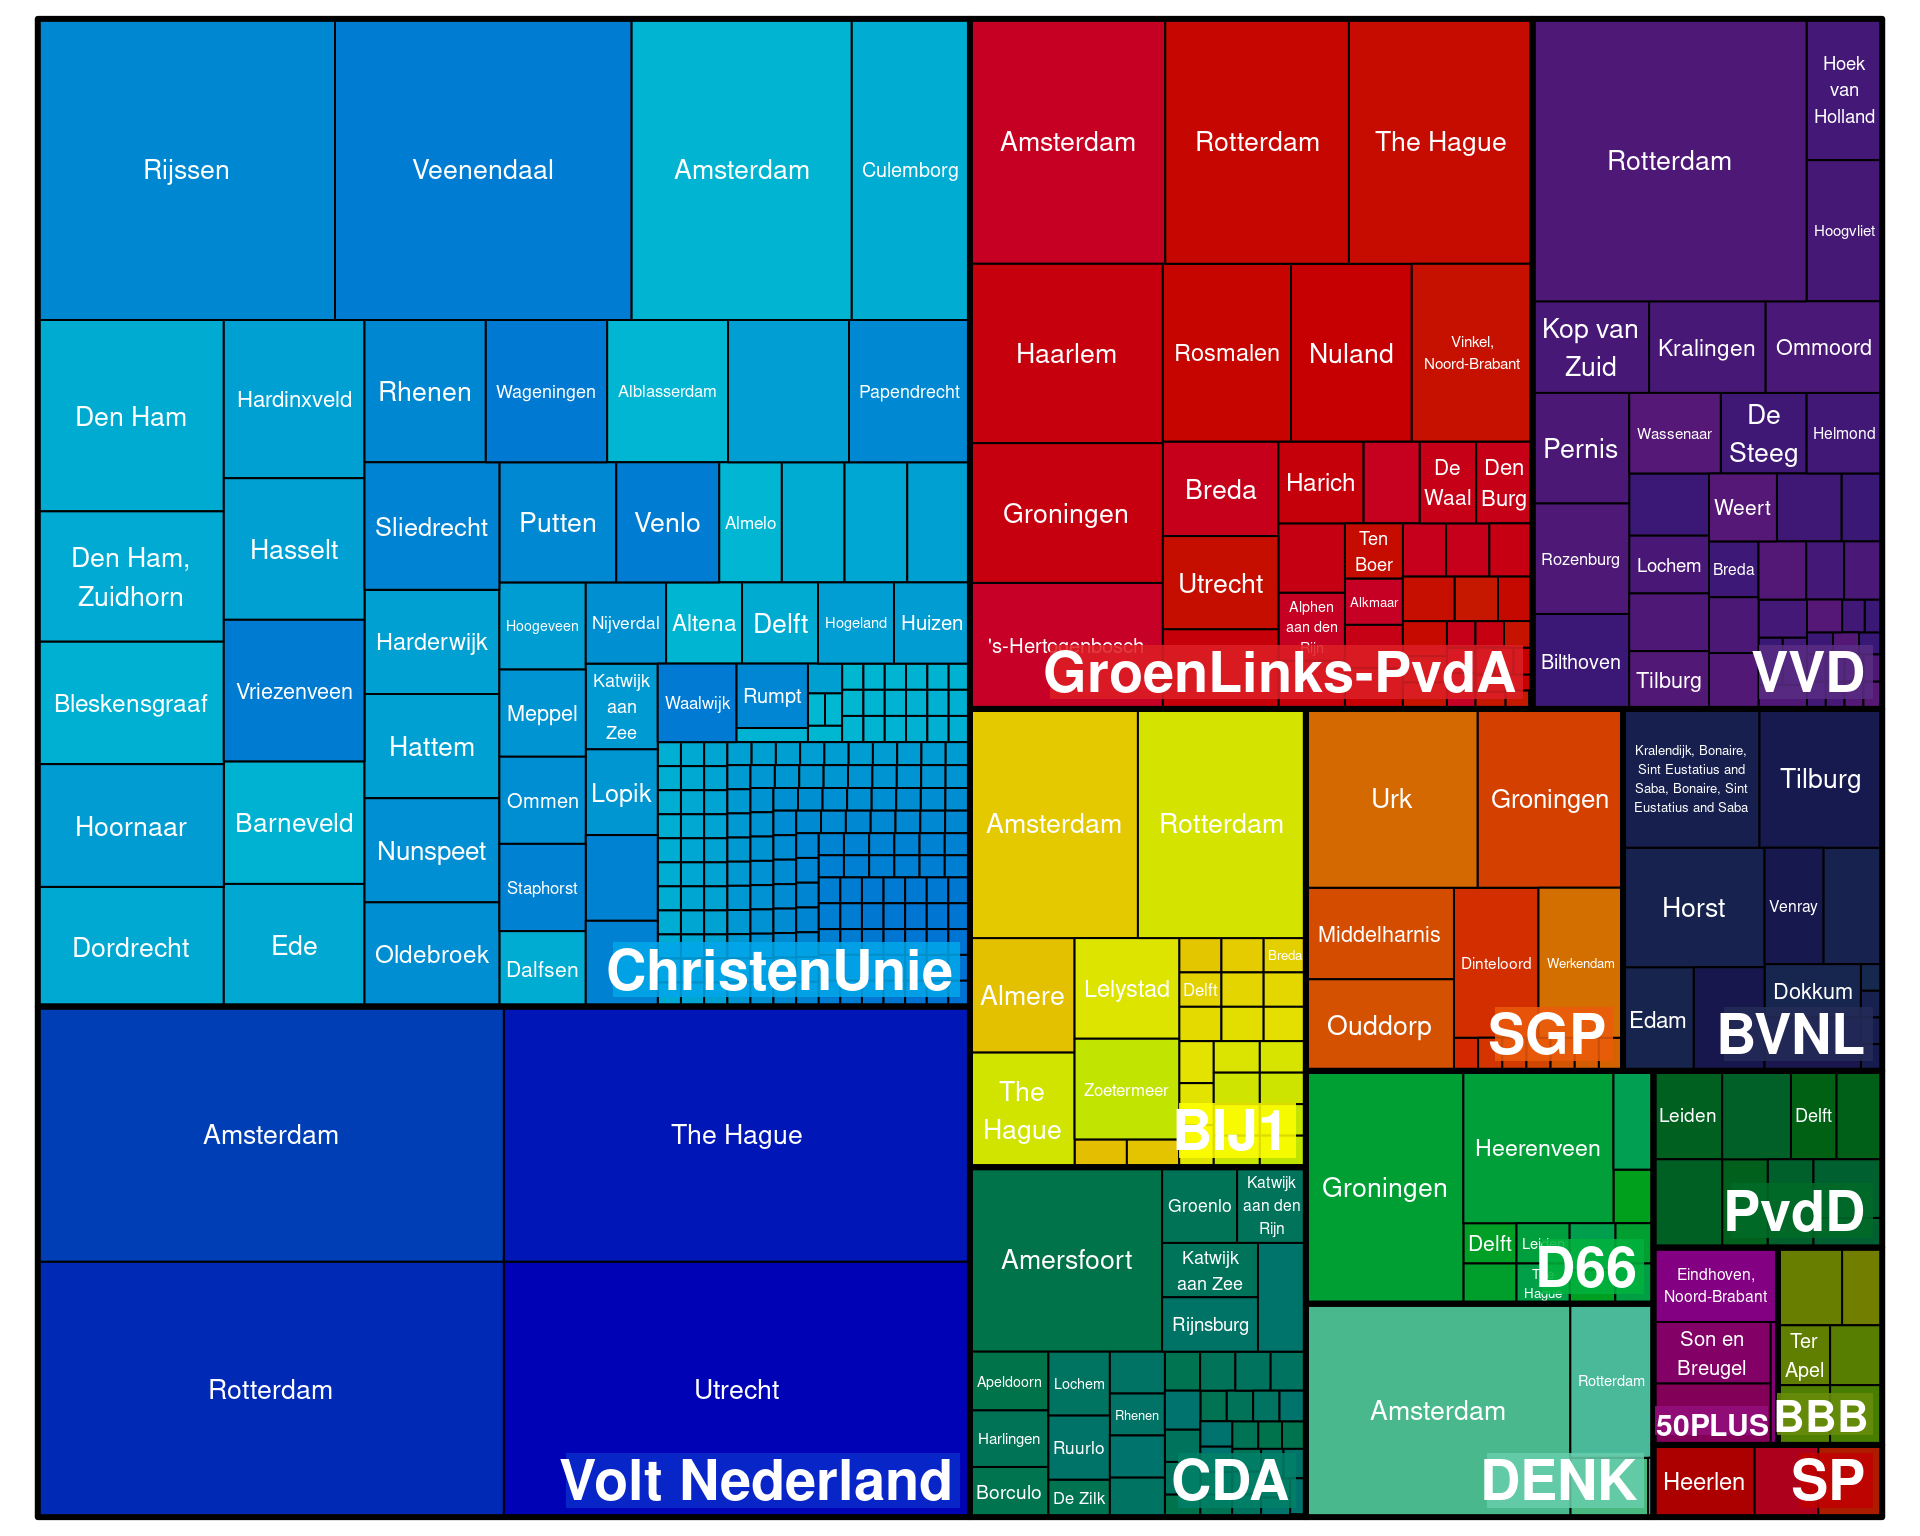 Rijssen
Veenendaal
Amsterdam
Culemborg
Den Ham
Hardinxveld
Rhenen
Wageningen
Alblasserdam
Papendrecht
Den Ham,
Zuidhorn
Hasselt
Sliedrecht
Putten
Venlo
Almelo
Harderwijk
Hoogeveen
Nijverdal
Altena
Delft
Hogeland
Huizen
Bleskensgraaf
Vriezenveen
Hattem
Meppel
Katwijk
aan
Zee
Waalwijk
Rumpt
Hoornaar
Barneveld
Nunspeet
Ommen
Lopik
Staphorst
Dordrecht
Ede
Oldebroek
Dalfsen
ChristenUnie
Amsterdam
The Hague
Rotterdam
Utrecht
Volt Nederland
Amsterdam
Rotterdam
The Hague
Haarlem
Rosmalen
Nuland
Vinkel,
Noord-Brabant
Groningen
Breda
Harich
De
Waal
Den
Burg
Utrecht
Ten
Boer
Alphen
aan den
Rijn
Alkmaar
's-Hertogenbosch
GroenLinks-PvdA
Rotterdam
Hoek
van
Holland
Hoogvliet
Kop van
Zuid
Kralingen
Ommoord
Pernis
Wassenaar
De
Steeg
Helmond
Weert
Rozenburg
Lochem
Breda
Bilthoven
Tilburg
VVD
Amsterdam
Rotterdam
Almere
Lelystad
Breda
Delft
The
Hague
Zoetermeer
BIJ1
Urk
Groningen
Middelharnis
Dinteloord
Werkendam
Ouddorp
SGP
Kralendijk, Bonaire,
Sint Eustatius and
Saba, Bonaire, Sint
Eustatius and Saba
Tilburg
Horst
Venray
Edam
Dokkum
BVNL
Amersfoort
Groenlo
Katwijk
aan den
Rijn
Katwijk
aan Zee
Rijnsburg
Apeldoorn
Lochem
Rhenen
Harlingen
Ruurlo
Borculo
De Zilk
CDA
Groningen
Heerenveen
Delft
Leiden
The
Hague
D66
Leiden
Delft
PvdD
Amsterdam
Rotterdam
DENK
Eindhoven,
Noord-Brabant
Son en
Breugel
50PLUS
Ter
Apel
BBB
Heerlen
SP